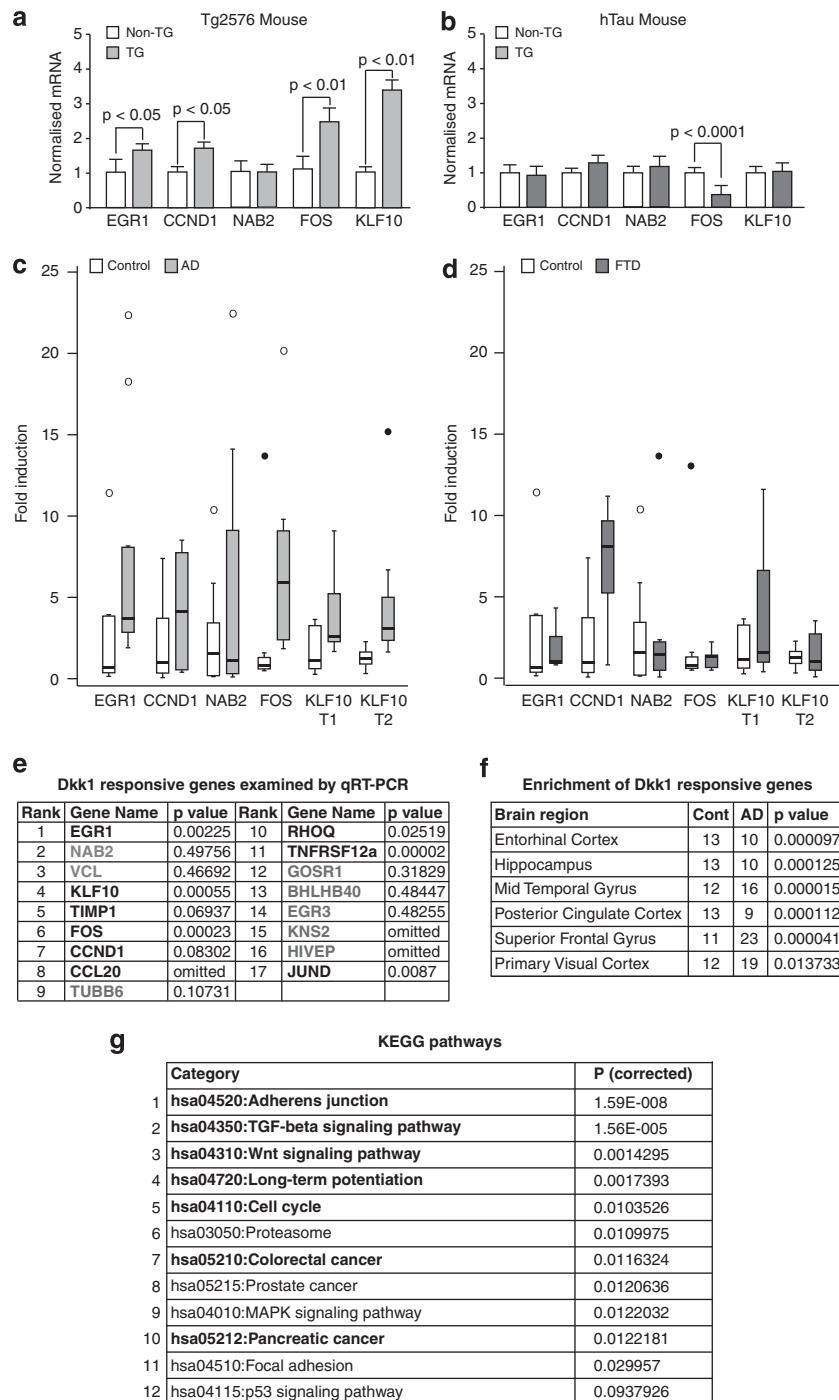 a
Tg2576 Mouse
Non-TG
TG
Normalised mRNA
5
4
3
2
1
0
p < 0.05
p < 0.05
p < 0.01
p < 0.01
EGR1 CCND1 NAB2 FOS KLF10
b
hTau Mouse
Non-TG
TG
Normalised mRNA
5
4
3
2
1
0
p < 0.0001
EGR1 CCND1 NAB2 FOS KLF10
c
Control AD
Fold induction
25
20
15
10
5
0
EGR1 CCND1 NAB2 FOS KLF10 KLF10
T1 T2
d
Control FTD
Fold induction
25
20
15
10
5
0
EGR1 CCND1 NAB2 FOS KLF10 KLF10
T1 T2
e
Dkk1 responsive genes examined by qRT-PCR
Rank Gene Name p value Rank Gene Name p value
1 EGR1 0.00225 10 RHOQ 0.02519
2 NAB2 0.49756 11 TNFRSF12a 0.00002
3 VCL 0.46692 12 GOSR1 0.31829
4 KLF10 0.00055 13 BHLHB40 0.48447
5 TIMP1 0.06937 14 EGR3 0.48255
6 FOS 0.00023 15 KNS2 omitted
7 CCND1 0.08302 16 HIVEP omitted
8 CCL20 omitted 17 JUND 0.0087
9 TUBB6 0.10731
f
Enrichment of Dkk1 responsive genes
Brain region Cont AD p value
Entorhinal Cortex 13 10 0.000097
Hippocampus 13 10 0.000125
Mid Temporal Gyrus 12 16 0.000015
Posterior Cingulate Cortex 13 9 0.000112
Superior Frontal Gyrus 11 23 0.000041
Primary Visual Cortex 12 19 0.013733
g
KEGG pathways
Category P (corrected)
1 hsa04520:Adherens junction 1.59E-008
2 hsa04350:TGF-beta signaling pathway 1.56E-005
3 hsa04310:Wnt signaling pathway 0.0014295
4 hsa04720:Long-term potentiation 0.0017393
5 hsa04110:Cell cycle 0.0103526
6 hsa03050:Proteasome 0.0109975
7 hsa05210:Colorectal cancer 0.0116324
8 hsa05215:Prostate cancer 0.0120636
9 hsa04010:MAPK signaling pathway 0.0122032
10 hsa05212:Pancreatic cancer 0.0122181
11 hsa04510:Focal adhesion 0.029957
12 hsa04115:p53 signaling pathway 0.0937926